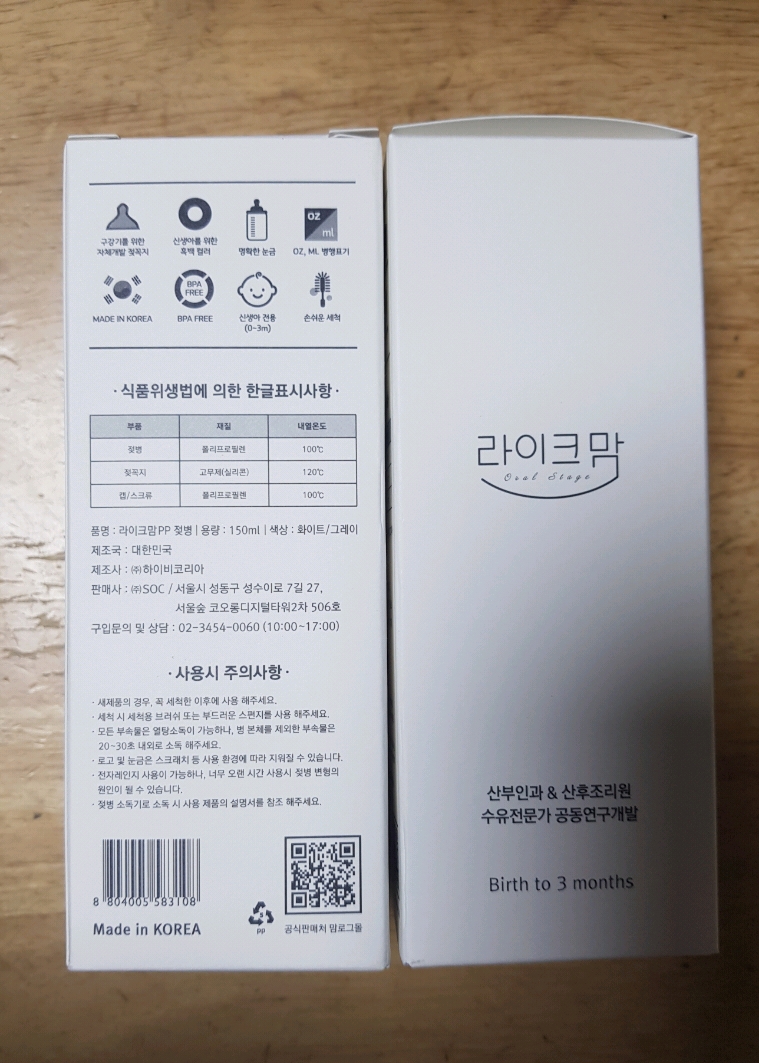 구강기를 위한
자체개발 젖꼭지
신생아를 위한
흑백 컬러
명확한 눈금
OZ
ml
OZ, ML 병행표기
MADE IN KOREA
BPA
FREE
BPA FREE
신생아 전용
(0~3m)
손쉬운 세척
·식품위생법에 의한 한글표시사항·
부품 재질 내열온도
젖병 폴리프로필렌 100℃
젖꼭지 고무제(실리콘) 120℃
캡/스크류 폴리프로필렌 100℃
품명 : 라이크맘PP 젖병 | 용량 : 150ml | 색상 : 화이트/그레이
제조국 : 대한민국
제조사 : ㈜하이비코리아
판매사 : ㈜SOC / 서울시 성동구 성수이로 7길 27,
서울숲 코오롱디지털타워2차 506호
구입문의 및 상담 : 02-3454-0060 (10:00~17:00)
·사용시 주의사항·
· 새제품의 경우, 꼭 세척한 이후에 사용 해주세요.
· 세척 시 세척용 브러쉬 또는 부드러운 스펀지를 사용 해주세요.
· 모든 부속물은 열탕소독이 가능하나, 병 본체를 제외한 부속물은
20~30초 내외로 소독 해주세요.
· 로고 및 눈금은 스크래치 등 사용 환경에 따라 지워질 수 있습니다.
· 전자레인지 사용이 가능하나, 너무 오랜 시간 사용시 젖병 변형의
원인이 될 수 있습니다.
· 젖병 소독기로 소독 시 사용 제품의 설명서를 참조 해주세요.
8 804005 583108
Made in KOREA
5
PP
공식판매처 맘로그몰
라이크맘
Oral Stage
산부인과 & 산후조리원
수유전문가 공동연구개발
Birth to 3 months